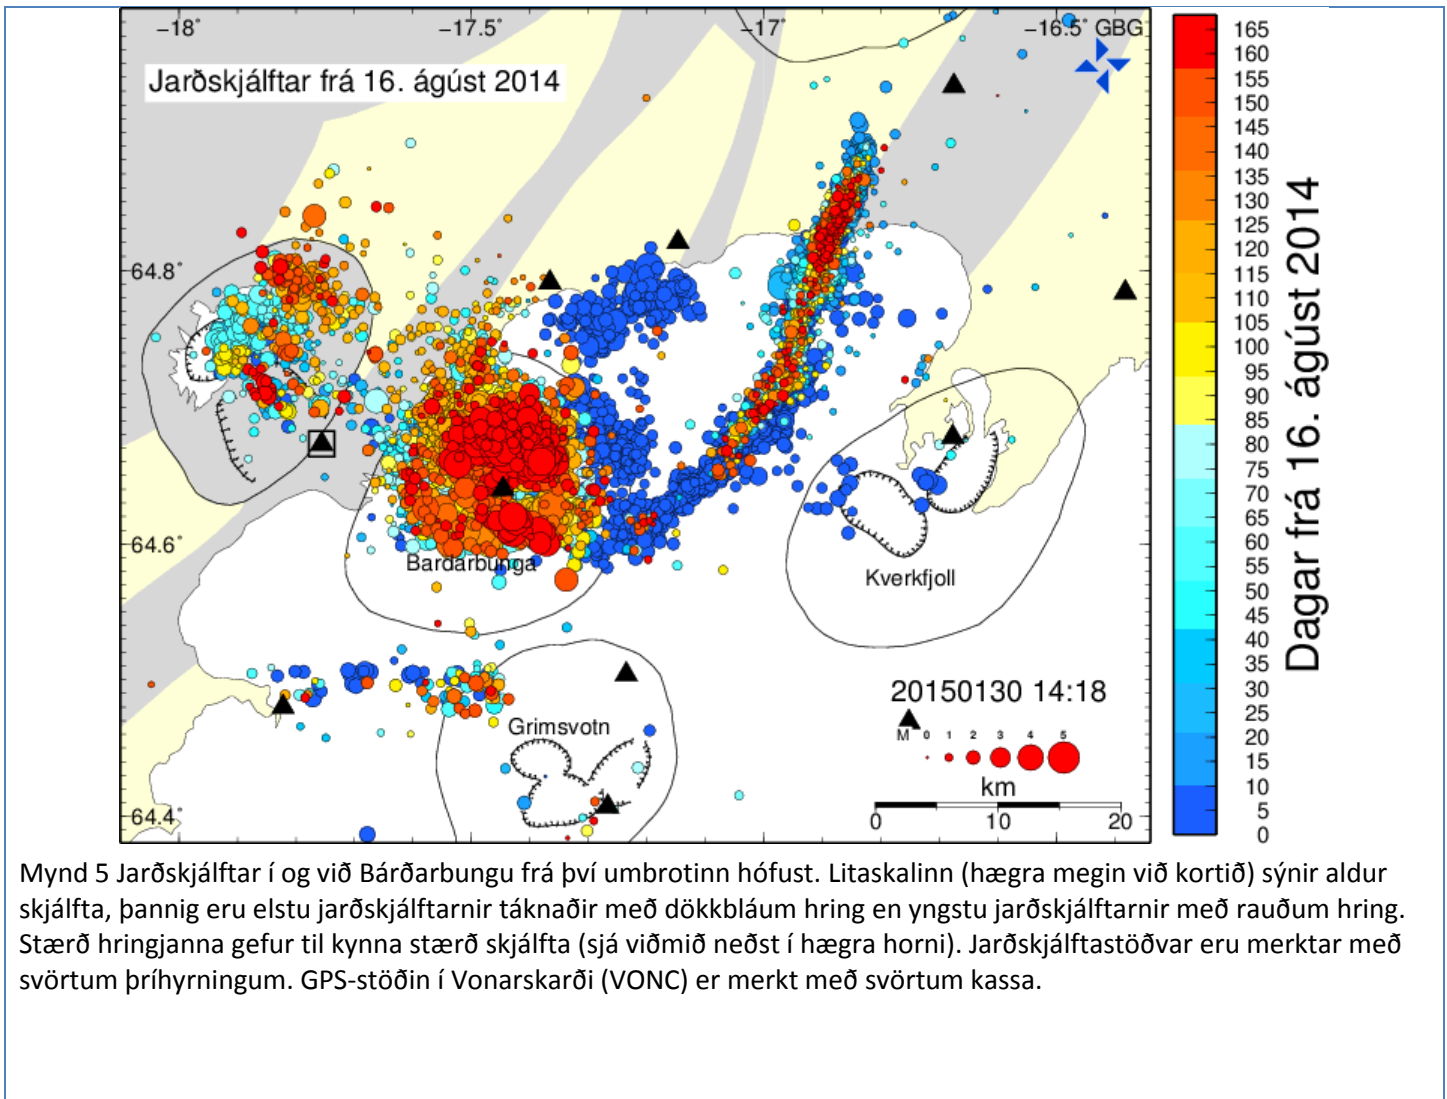 −18˚ −17.5˚ −17˚ −16.5˚ GBG
Jarðskjálftar frá 16. ágúst 2014
64.8˚
64.6˚
64.4˚
Bardarbunga
Kverkfjoll
Grimsvotn
20150130 14:18
M 0 1 2 3 4 5
km
0 10 20
165
160
155
150
145
140
135
130
125
120
115
110
105
100
95
90
85
80
75
70
65
60
55
50
45
40
35
30
25
20
15
10
5
0
Dagar frá 16. ágúst 2014
Mynd 5 Jarðskjálftar í og við Bárðarbungu frá því umbrotinn hófust. Litaskalinn (hægra megin við kortið) sýnir aldur
skjálfta, þannig eru elstu jarðskjálftarnir táknaðir með dökkbláum hring en yngstu jarðskjálftarnir með rauðum hring.
Stærð hringjanna gefur til kynna stærð skjálfta (sjá viðmið neðst í hægra horni). Jarðskjálftastöðvar eru merktar með
svörtum þríhyrningum. GPS-stöðin í Vonarskarði (VONC) er merkt með svörtum kassa.